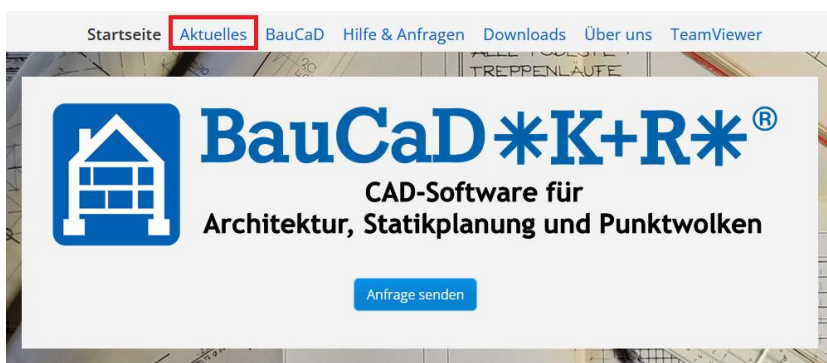 Startseite Aktuelles BauCaD Hilfe & Anfragen Downloads Über uns TeamViewer
TREPPENLÄUFE
BauCaD✳K+R✳®
CAD-Software für
Architektur, Statikplanung und Punktwolken
Anfrage senden